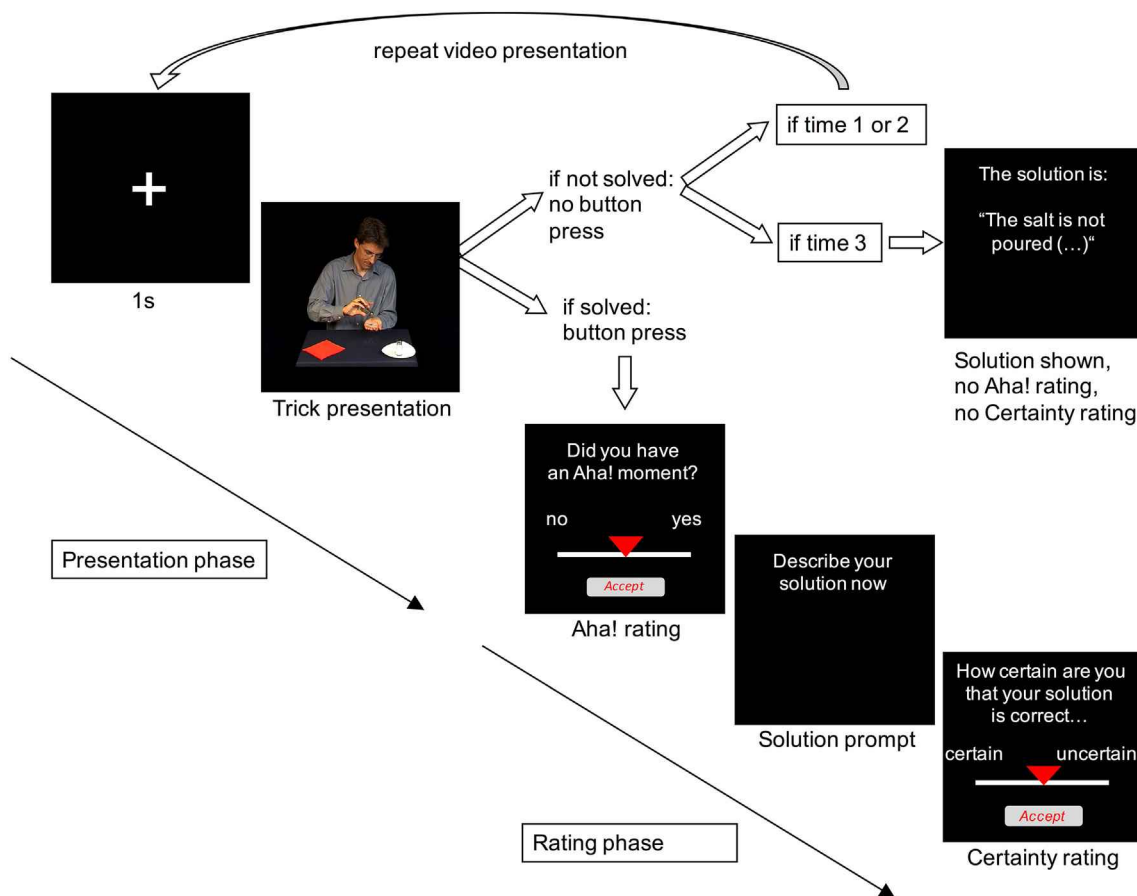 repeat video presentation
1s
Trick presentation
if not solved:
no button
press
if time 1 or 2
if time 3
The solution is:
“The salt is not
poured (...)“
Solution shown,
no Aha! rating,
no Certainty rating
if solved:
button press
Presentation phase
Did you have
an Aha! moment?
no yes
Accept
Aha! rating
Describe your
solution now
Solution prompt
How certain are you
that your solution
is correct…
certain uncertain
Accept
Certainty rating
Rating phase